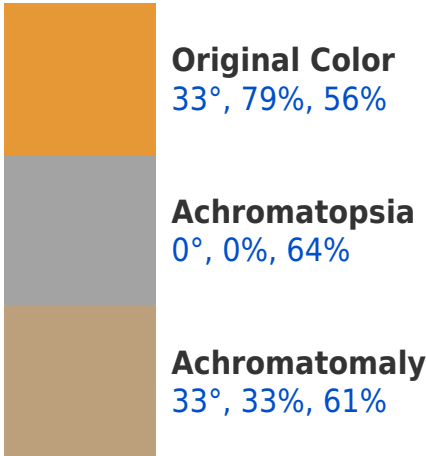 Original Color
33°, 79%, 56%
Achromatopsia
0°, 0%, 64%
Achromatomaly
33°, 33%, 61%